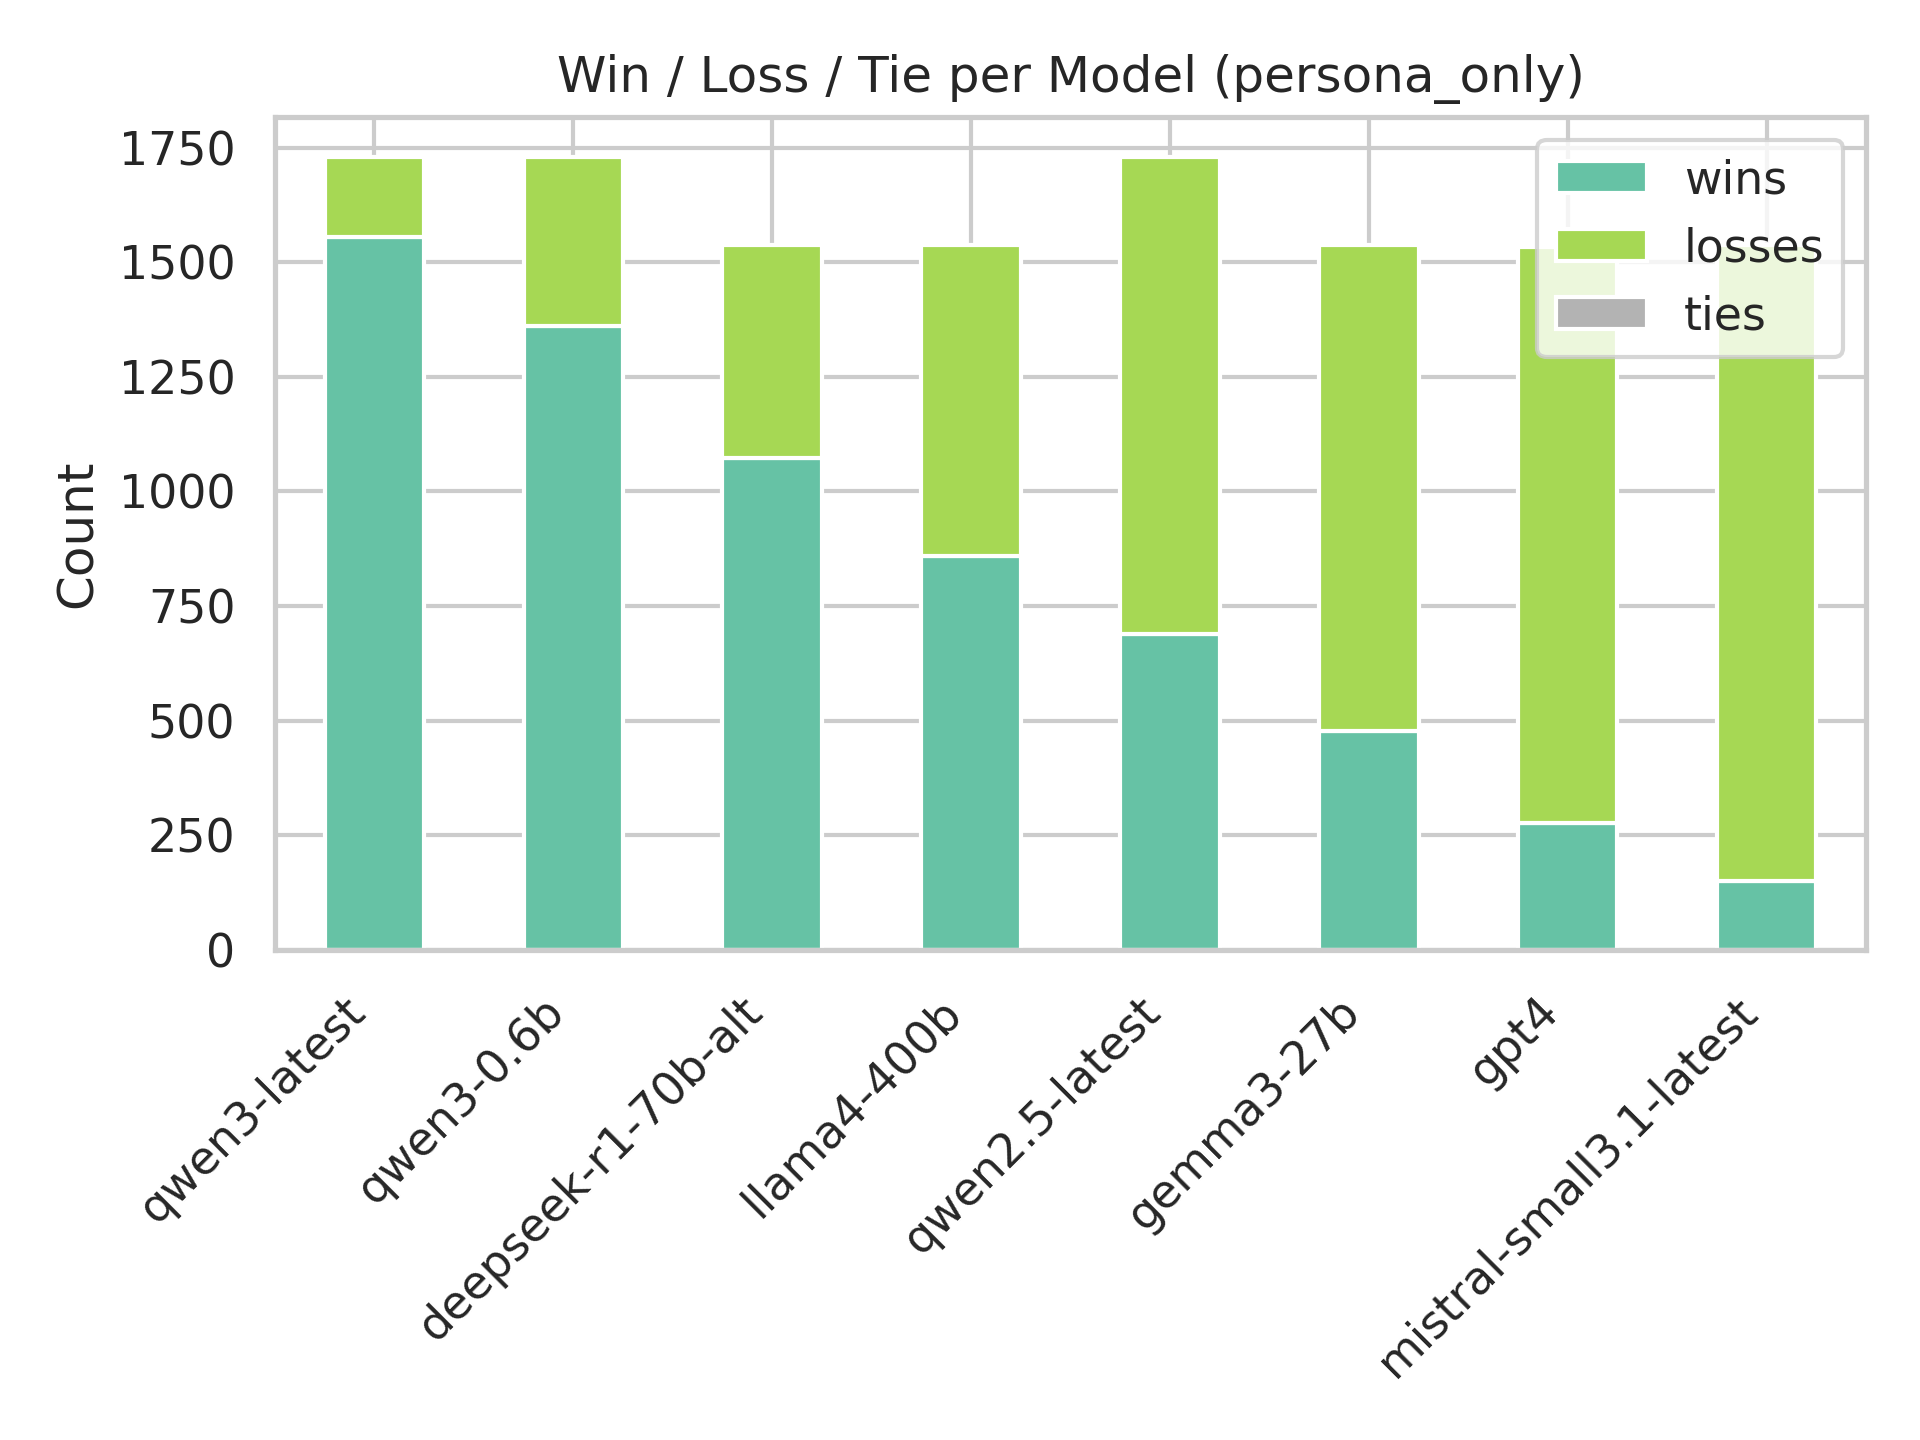 Win / Loss / Tie per Model (persona_only)
wins
losses
ties
Count
1750
1500
1250
1000
750
500
250
0
qwen3-latest
qwen3-0.6b
deepseek-r1-70b-alt
llama4-400b
qwen2.5-latest
gemma3-27b
gpt4
mistral-smalll3.1-latest